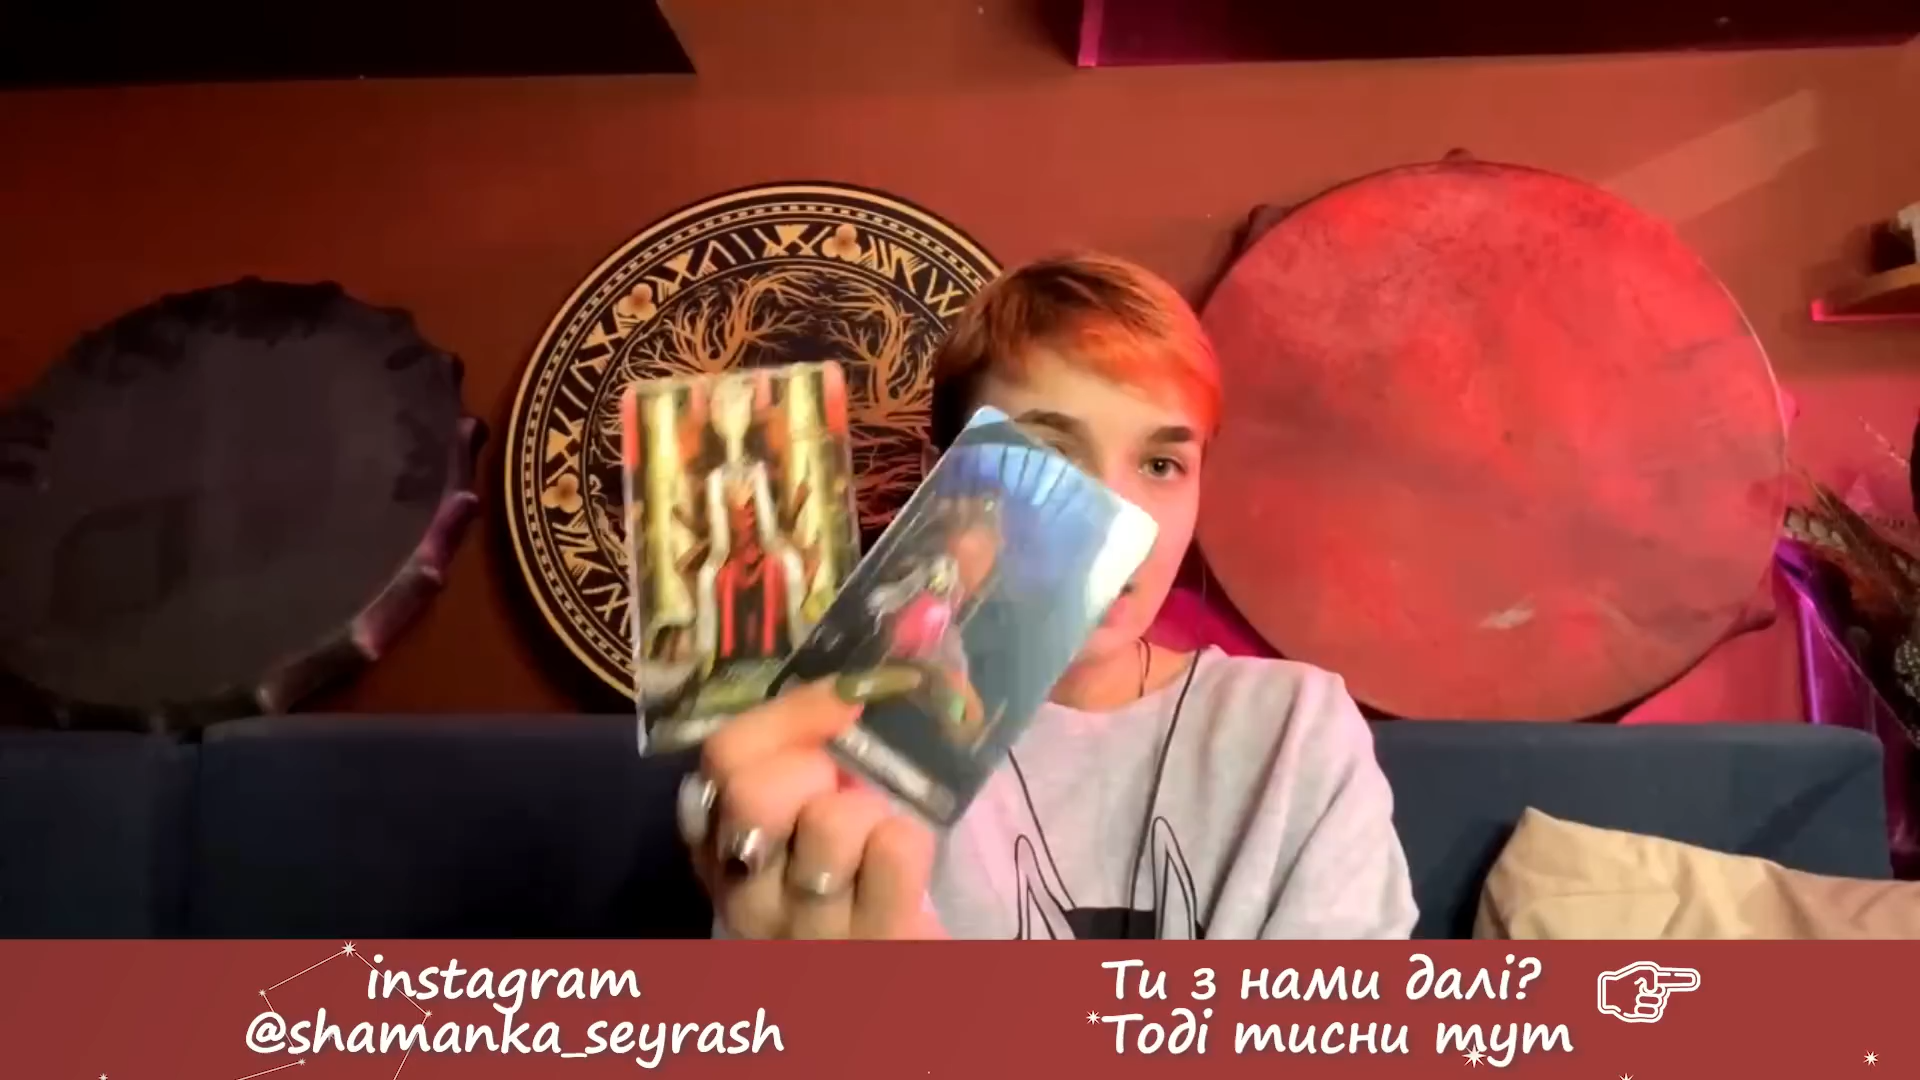 instagram
@shamanka_seyrash
Ти з нами далі?
Тоді тисни тут